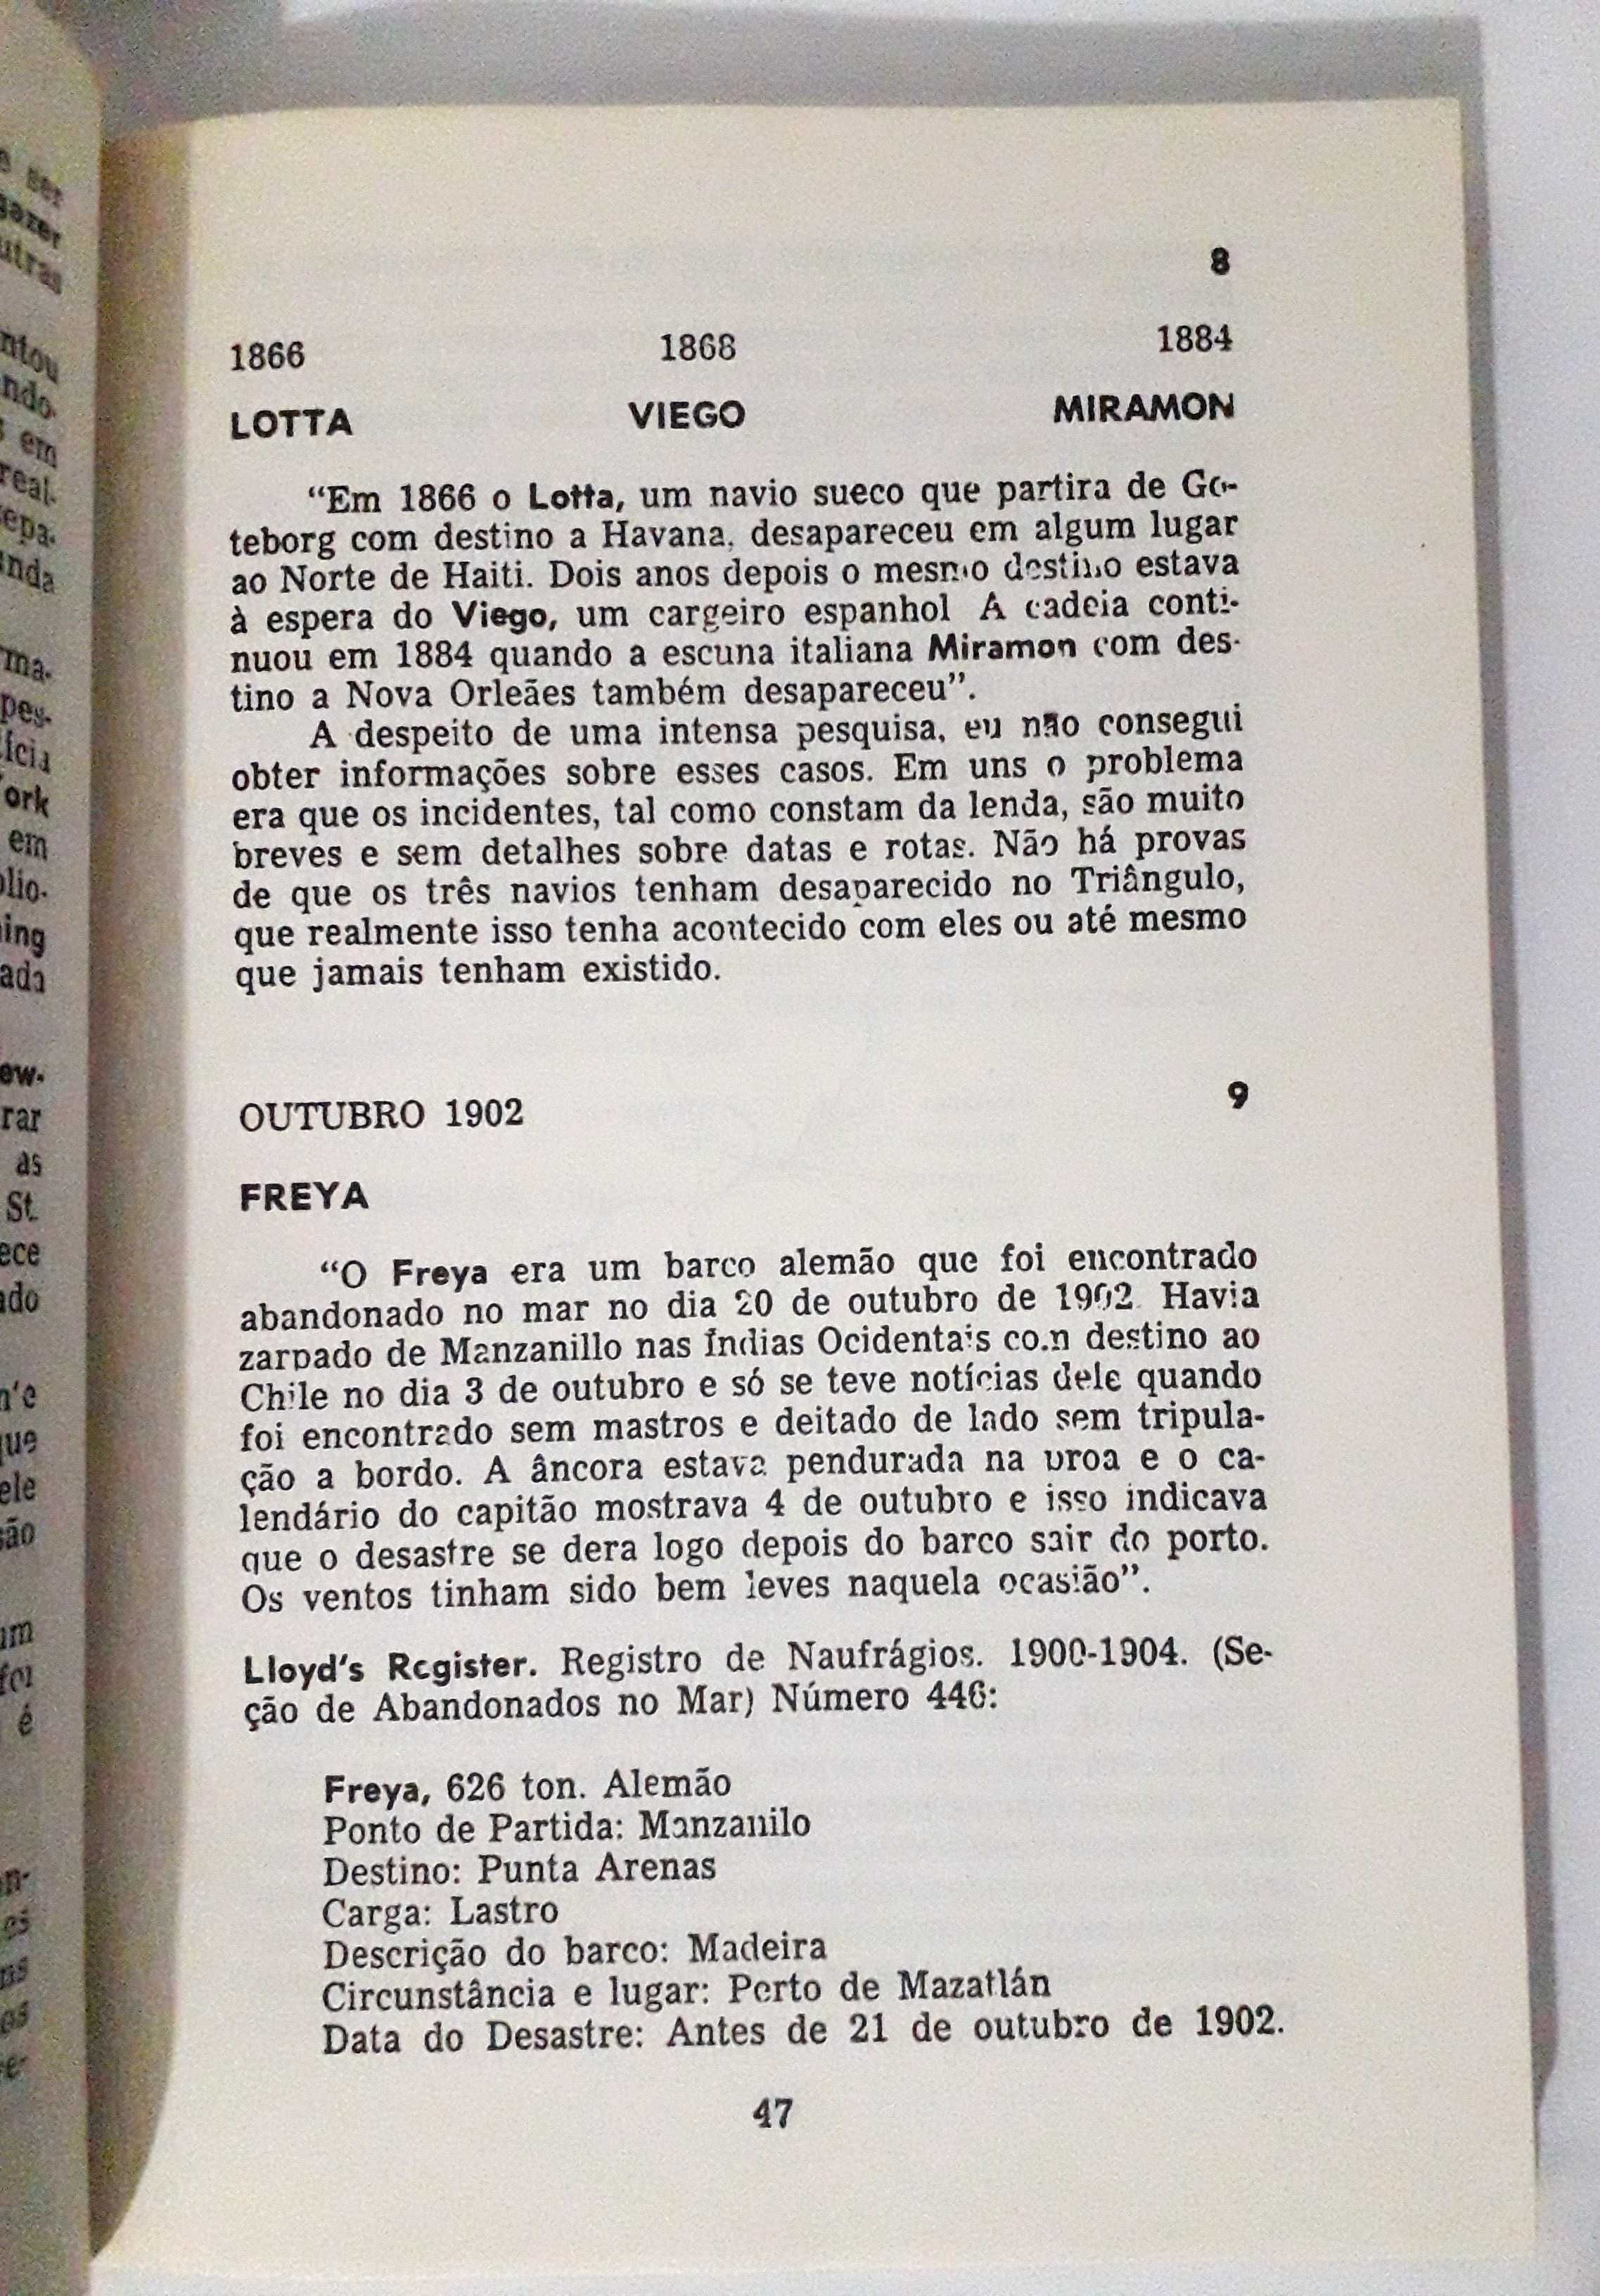 8
1866 1868 1884
LOTTA VIEGO MIRAMON
“Em 1866 o Lotta, um navio sueco que partira de Go-
teborg com destino a Havana, desapareceu em algum lugar
ao Norte de Haiti. Dois anos depois o mesmo destino estava
à espera do Viego, um cargeiro espanhol A cadeia conti-
nuou em 1884 quando a escuna italiana Miramon com des-
tino a Nova Orleães também desapareceu”.
A despeito de uma intensa pesquisa, eu não consegui
obter informações sobre esses casos. Em uns o problema
era que os incidentes, tal como constam da lenda, são muito
breves e sem detalhes sobre datas e rotas. Não há provas
de que os três navios tenham desaparecido no Triângulo,
que realmente isso tenha acontecido com eles ou até mesmo
que jamais tenham existido.
9
OUTUBRO 1902
FREYA
“O Freya era um barco alemão que foi encontrado
abandonado no mar no dia 20 de outubro de 1902. Havia
zarpado de Manzanillo nas Índias Ocidentais com destino ao
Chile no dia 3 de outubro e só se teve notícias dele quando
foi encontrado sem mastros e deitado de lado sem tripula-
ção a bordo. A âncora estava pendurada na proa e o ca-
lendário do capitão mostrava 4 de outubro e isso indicava
que o desastre se dera logo depois do barco sair do porto.
Os ventos tinham sido bem leves naquela ocasião”.
Lloyd's Register. Registro de Naufrágios. 1900-1904. (Se-
ção de Abandonados no Mar) Número 446:
Freya, 626 ton. Alemão
Ponto de Partida: Manzanilo
Destino: Punta Arenas
Carga: Lastro
Descrição do barco: Madeira
Circunstância e lugar: Porto de Mazatlán
Data do Desastre: Antes de 21 de outubro de 1902.
47